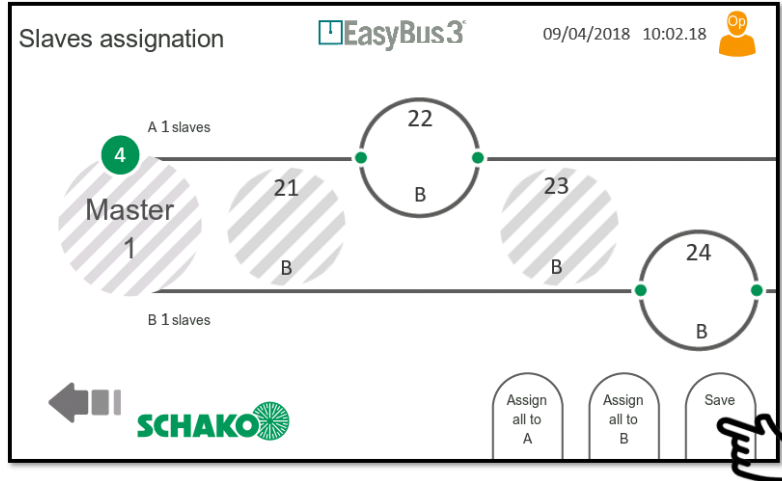 Slaves assignation
EasyBus3
09/04/2018 10:02.18
Op
A 1 slaves
4
Master
1
21
B
22
B
23
B
24
B
B 1 slaves
SCHAKO
Assign
all to
A
Assign
all to
B
Save